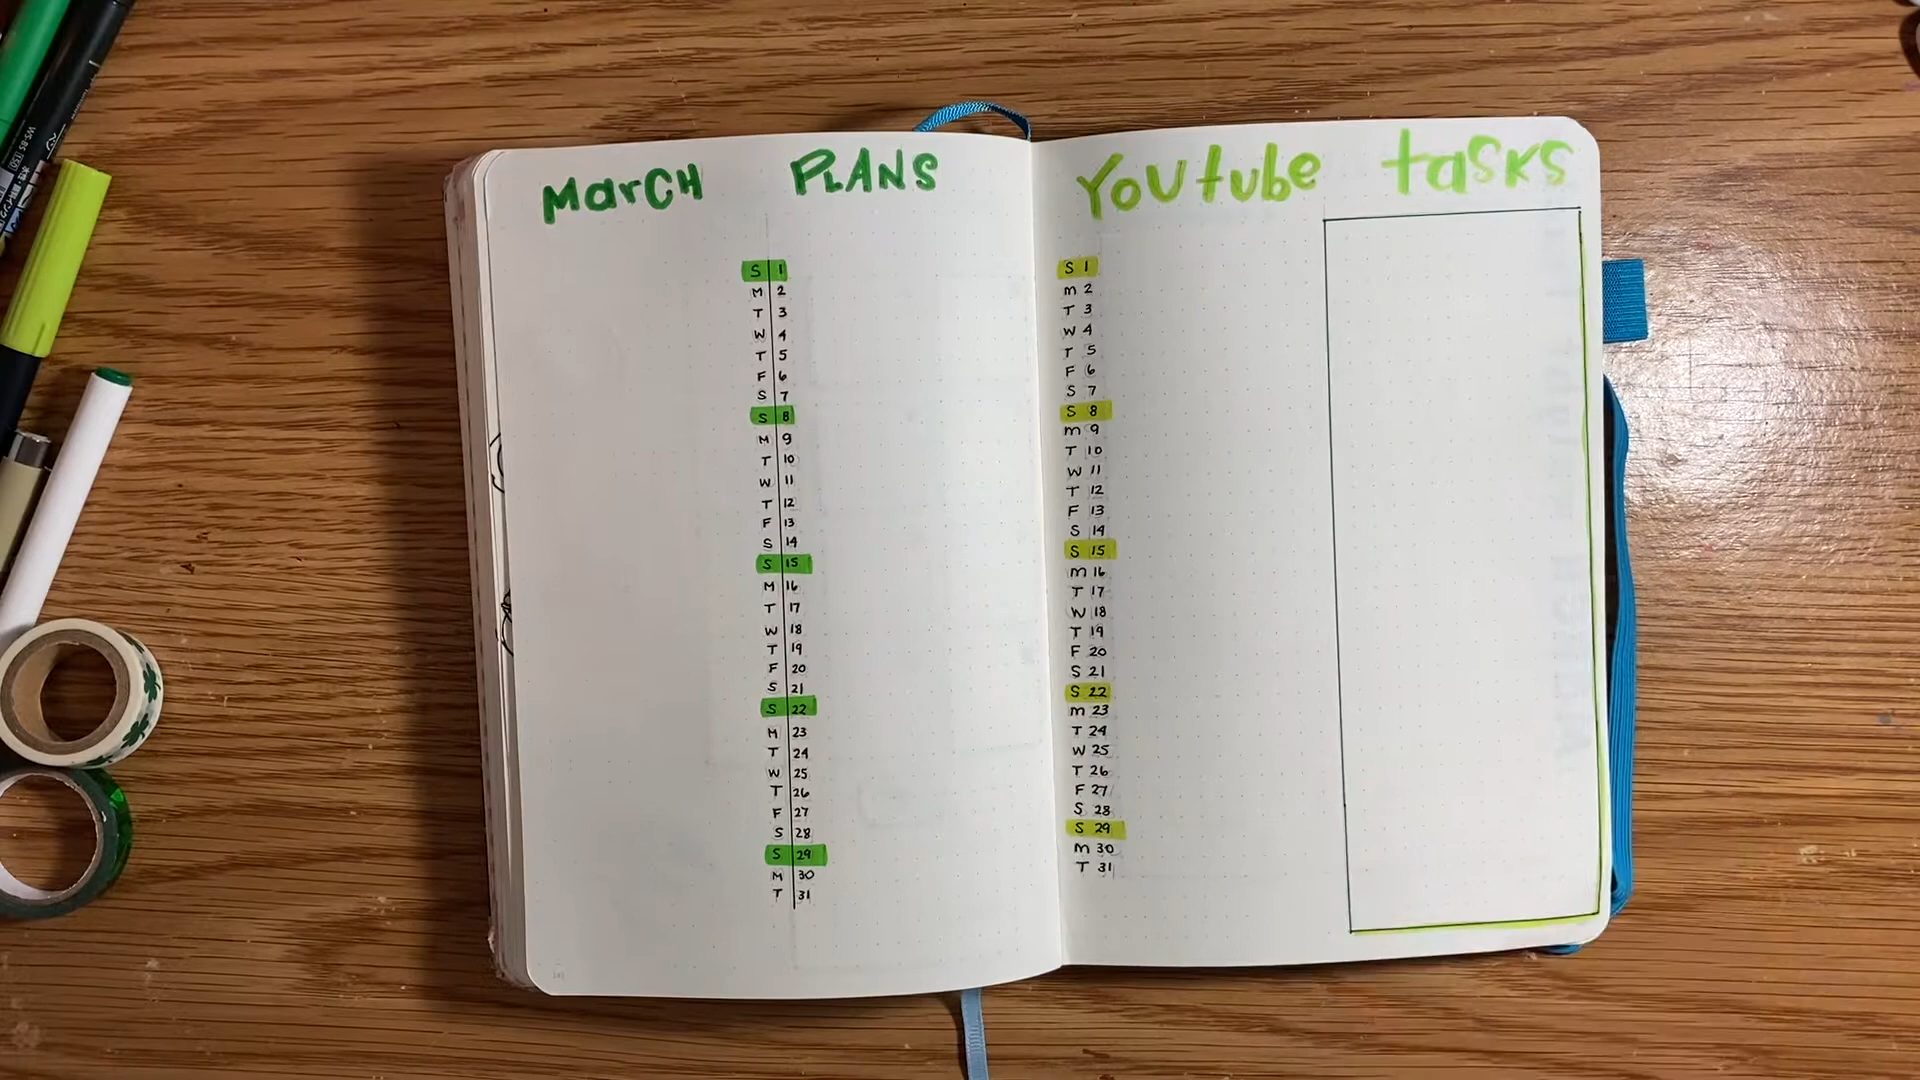 MarCH PLANS
S 1
M 2
T 3
W 4
T 5
F 6
S 7
S 8
M 9
T 10
W 11
T 12
F 13
S 14
S 15
M 16
T 17
W 18
T 19
F 20
S 21
S 22
M 23
T 24
W 25
T 26
F 27
S 28
S 29
M 30
T 31
YOUtube tasks
S 1
m 2
T 3
W 4
T 5
F 6
S 7
S 8
m 9
T 10
W 11
T 12
F 13
S 14
S 15
m 16
T 17
W 18
T 19
F 20
S 21
S 22
m 23
T 24
W 25
T 26
F 27
S 28
S 29
m 30
T 31